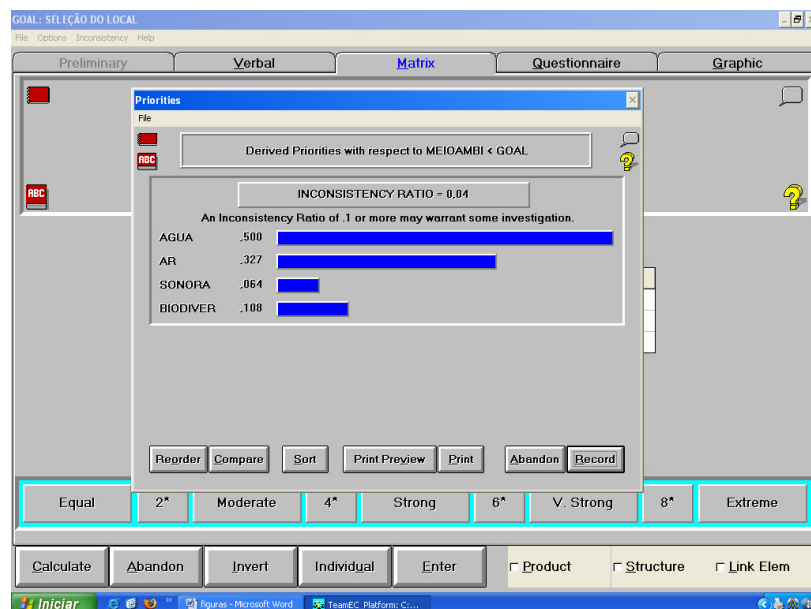 GOAL: SELEÇÃO DO LOCAL
File Options Inconsistency Help
Preliminary Verbal Matrix Questionnaire Graphic
Priorities
File
ABC
Derived Priorities with respect to MEIOAMBI < GOAL
ABC
INCONSISTENCY RATIO = 0,04
An Inconsistency Ratio of .1 or more may warrant some investigation.
AGUA ,500
AR ,327
SONORA ,064
BIODIVER ,108
Reorder Compare Sort Print Preview Print Abandon Record
Equal 2* Moderate 4* Strong 6* V. Strong 8* Extreme
Calculate Abandon Invert Individual Enter Product Structure Link Elem
Iniciar figuras - Microsoft Word TeamEC Platform: C:...